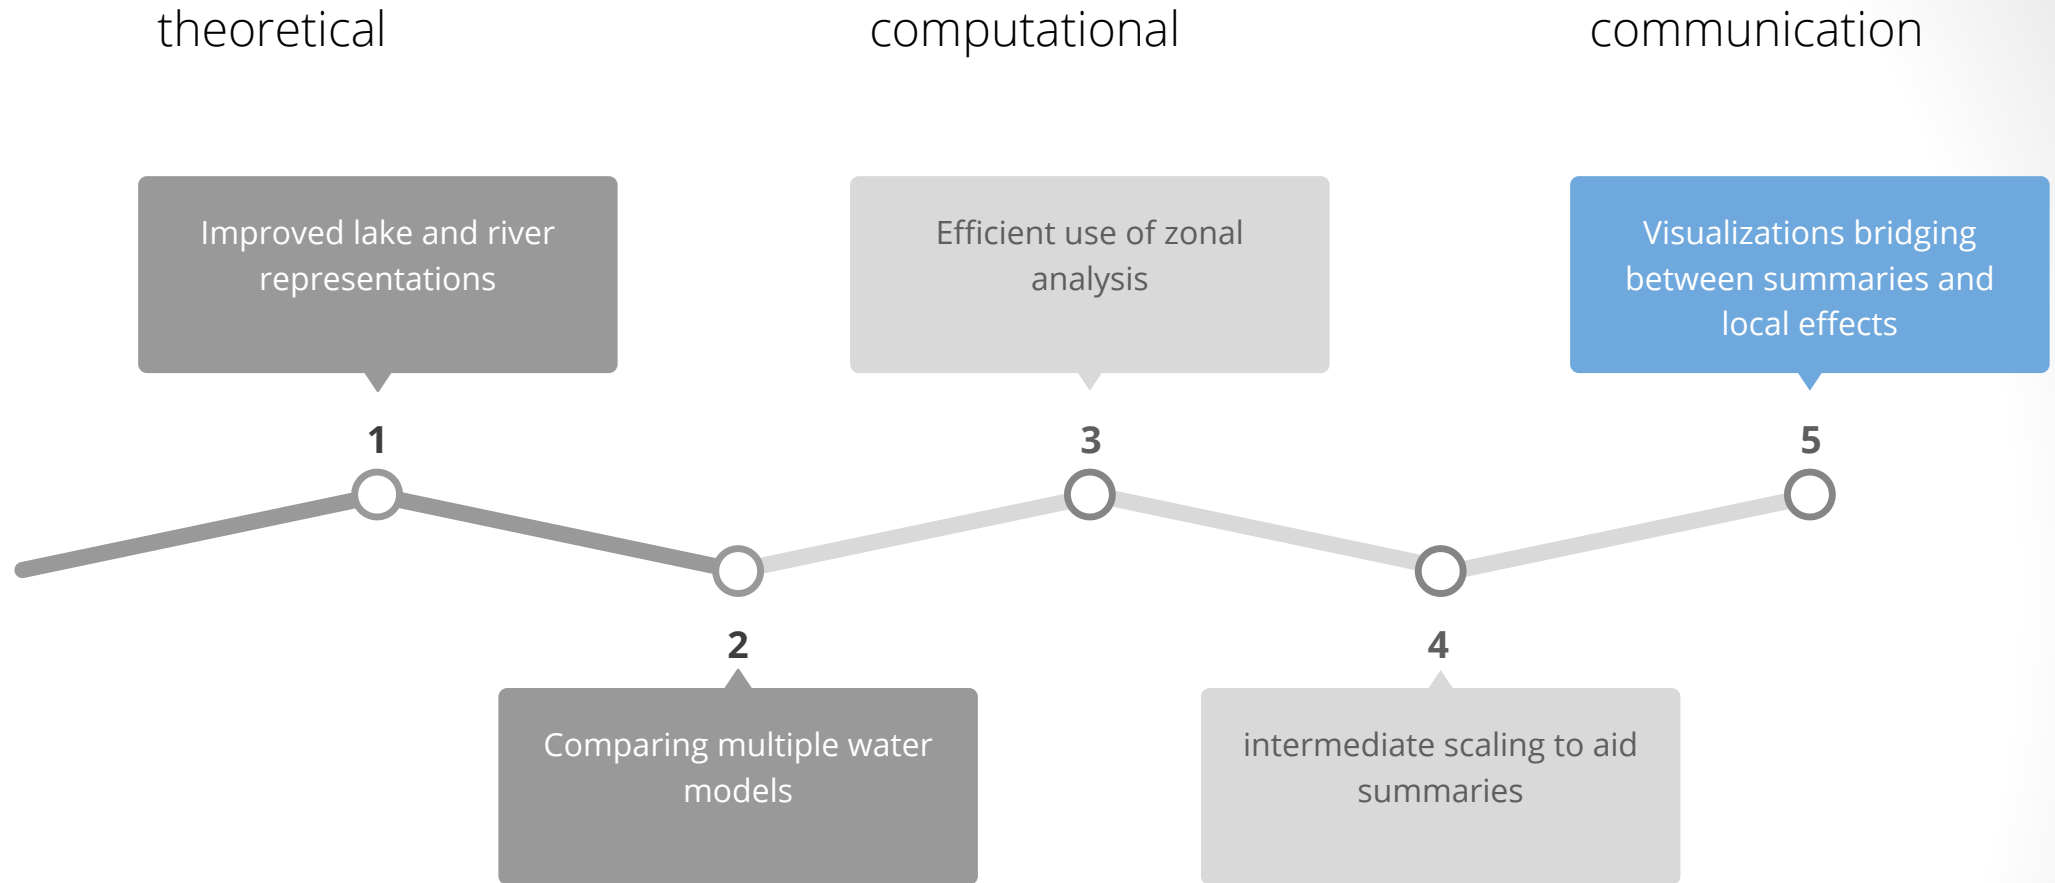 theoretical
computational
communication
Improved lake and river
representations
Efficient use of zonal
analysis
Visualizations bridging
between summaries and
local effects
1
3
5
2
4
Comparing multiple water
models
intermediate scaling to aid
summaries